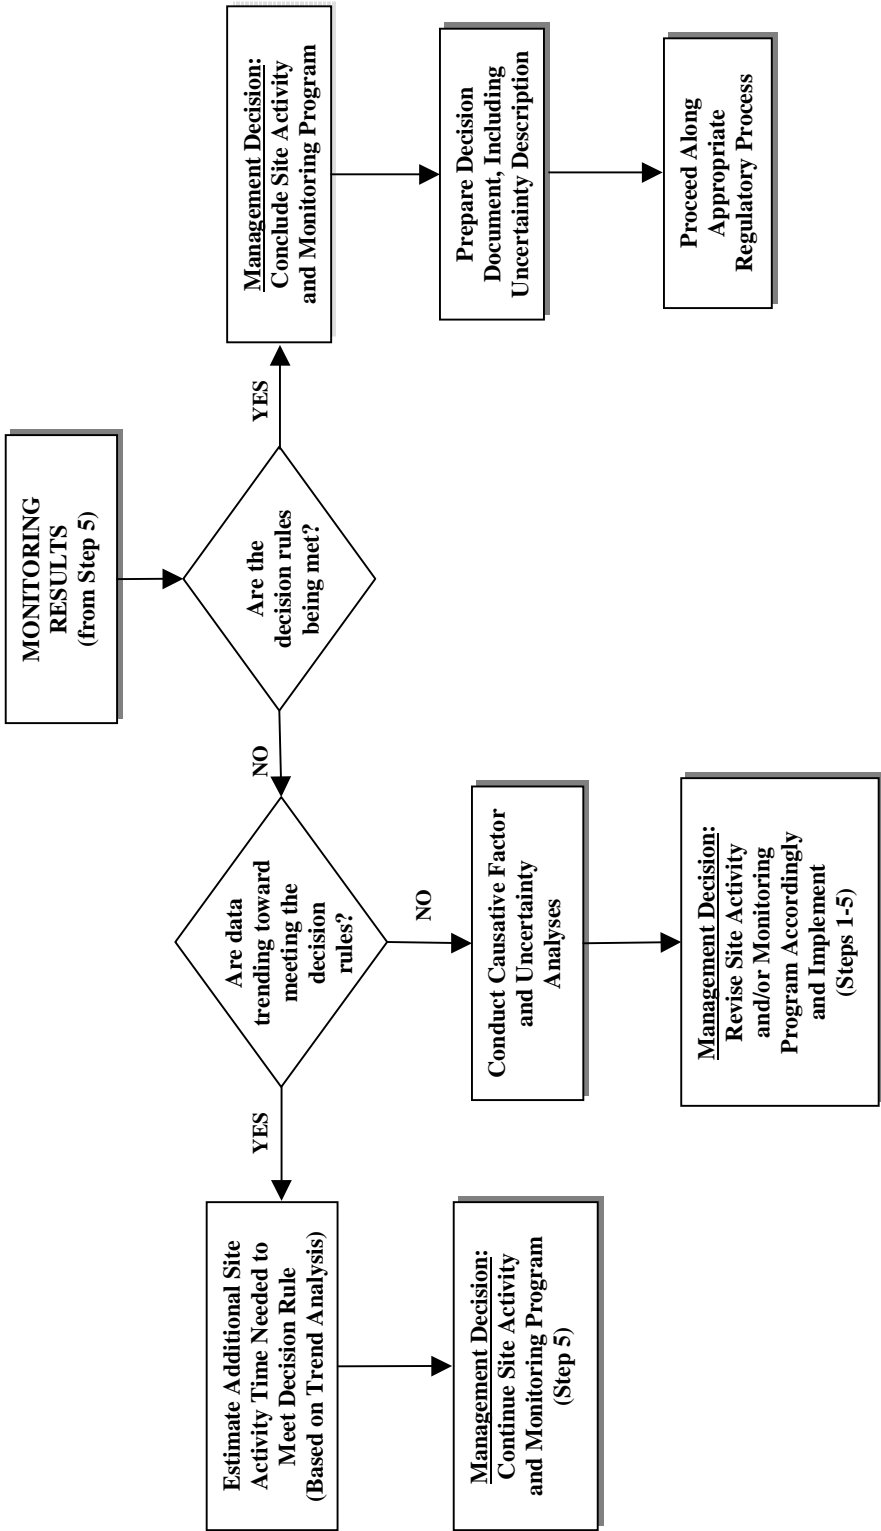 MONITORING
RESULTS
(from Step 5)
Are the
decision rules
being met?
YES
Management Decision:
Conclude Site Activity
and Monitoring Program
Prepare Decision
Document, Including
Uncertainty Description
Proceed Along
Appropriate
Regulatory Process
NO
Are data
trending toward
meeting the
decision
rules?
YES
Estimate Additional Site
Activity Time Needed to
Meet Decision Rule
(Based on Trend Analysis)
Management Decision:
Continue Site Activity
and Monitoring Program
(Step 5)
NO
Conduct Causative Factor
and Uncertainty
Analyses
Management Decision:
Revise Site Activity
and/or Monitoring
Program Accordingly
and Implement
(Steps 1-5)